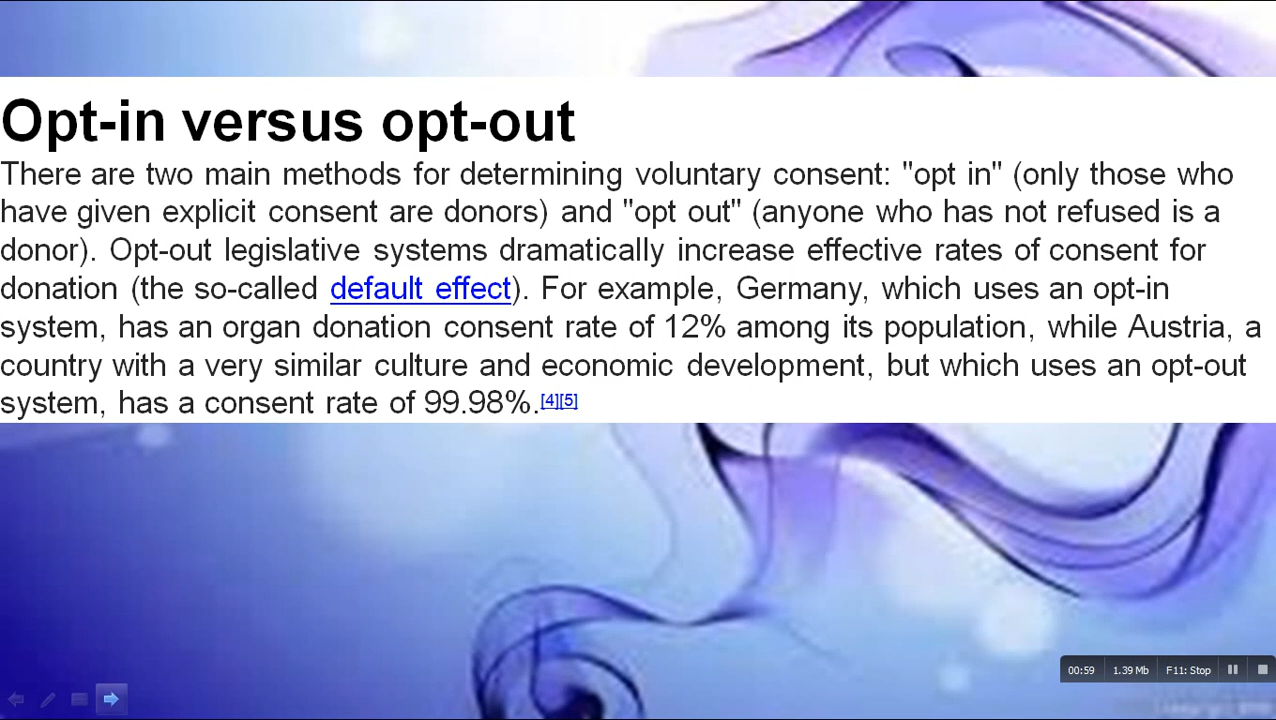 Opt-in versus opt-out
There are two main methods for determining voluntary consent: "opt in" (only those who
have given explicit consent are donors) and "opt out" (anyone who has not refused is a
donor). Opt-out legislative systems dramatically increase effective rates of consent for
donation (the so-called default effect). For example, Germany, which uses an opt-in
system, has an organ donation consent rate of 12% among its population, while Austria, a
country with a very similar culture and economic development, but which uses an opt-out
system, has a consent rate of 99.98%.[4][5]
00:59 1.39 Mb F11: Stop